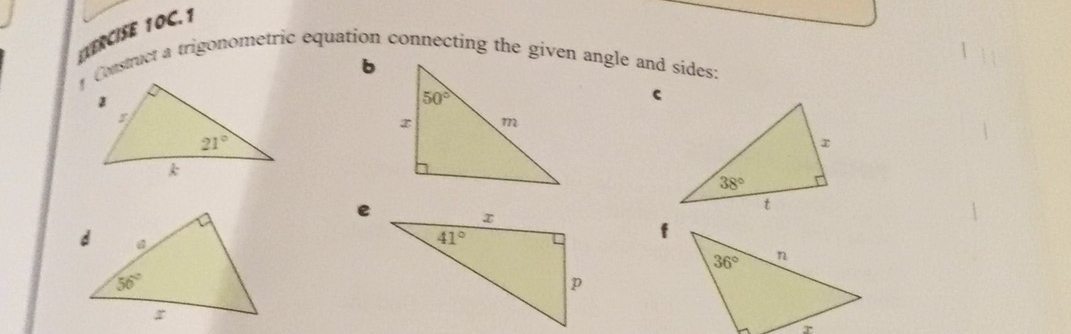 EXERCISE 10C.1
1 Construct a trigonometric equation connecting the given angle and sides:
a
x
21°
k
b
50°
x
m
c
x
38°
t
d
a
56°
x
e
x
41°
p
f
36°
n
x